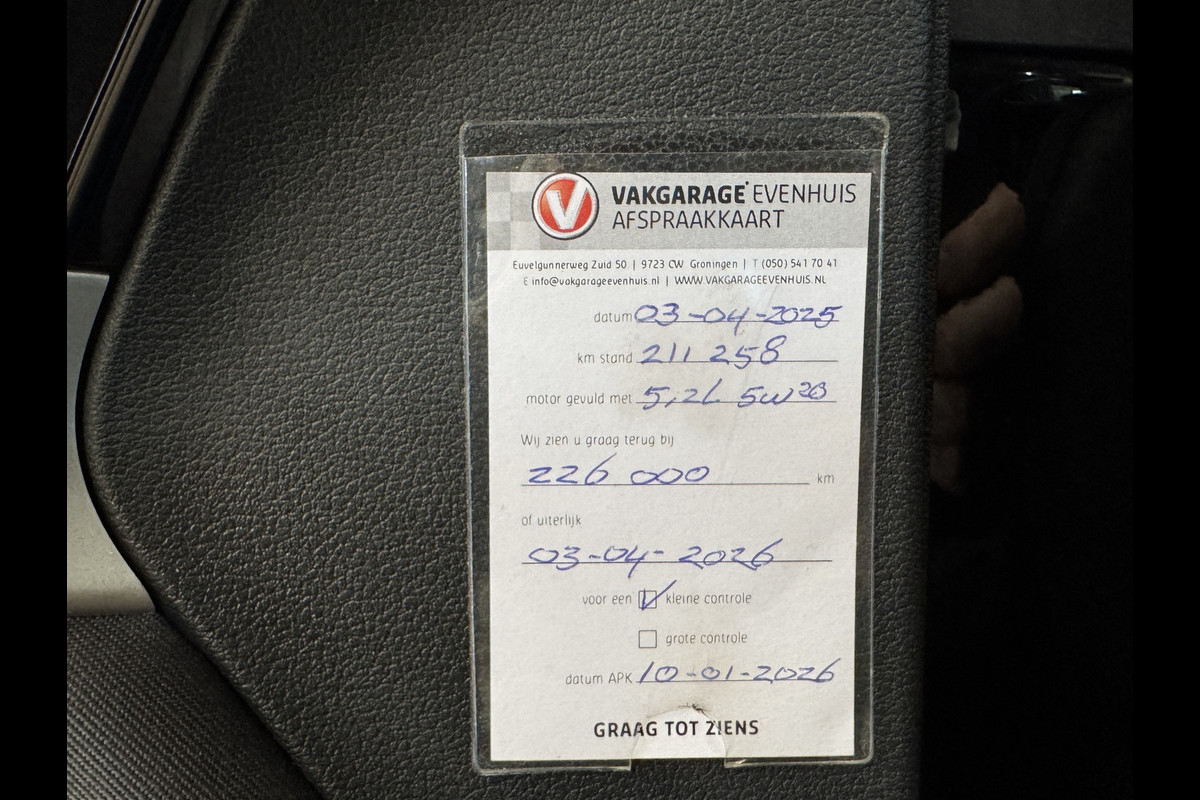 V VAKGARAGE EVENHUIS
AFSPRAAKKAART
Euvelgunnerweg Zuid 50 | 9723 CW Groningen | T (050) 541 70 41
E info@vakgarageevenhuis.nl | WWW.VAKGARAGEEVENHUIS.NL
datum 03-04-2025
km stand 211 258
motor gevuld met 5,2L 5W
Wij zien u graag terug bij
226 000 km
of uiterlijk
03-04-2026
voor een kleine controle
grote controle
datum APK 10-01-2026
GRAAG TOT ZIENS